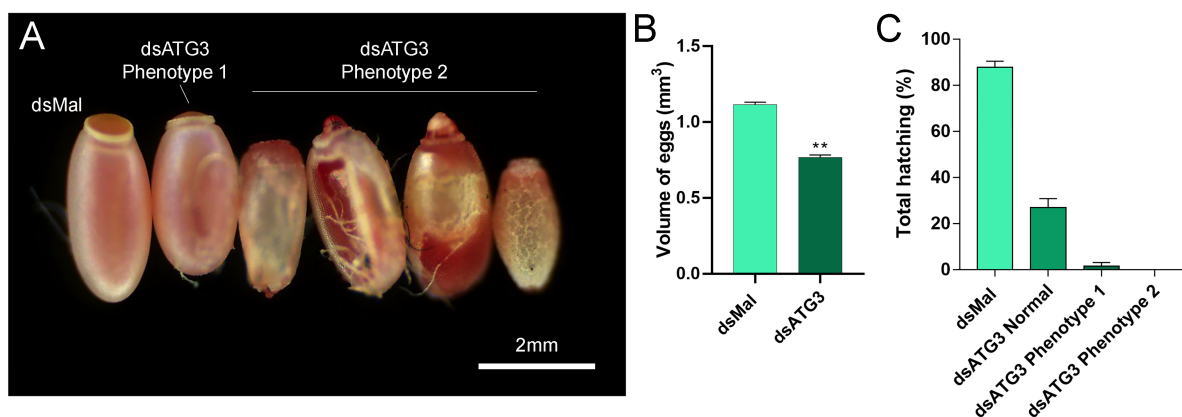 A
dsATG3
Phenotype 1
dsATG3
Phenotype 2
dsMal
2mm
B
Volume of eggs (mm³)
1.5
1.0
0.5
0.0
**
dsMal
dsATG3
C
Total hatching (%)
100
80
60
40
20
0
dsMal
dsATG3 Normal
dsATG3 Phenotype 1
dsATG3 Phenotype 2